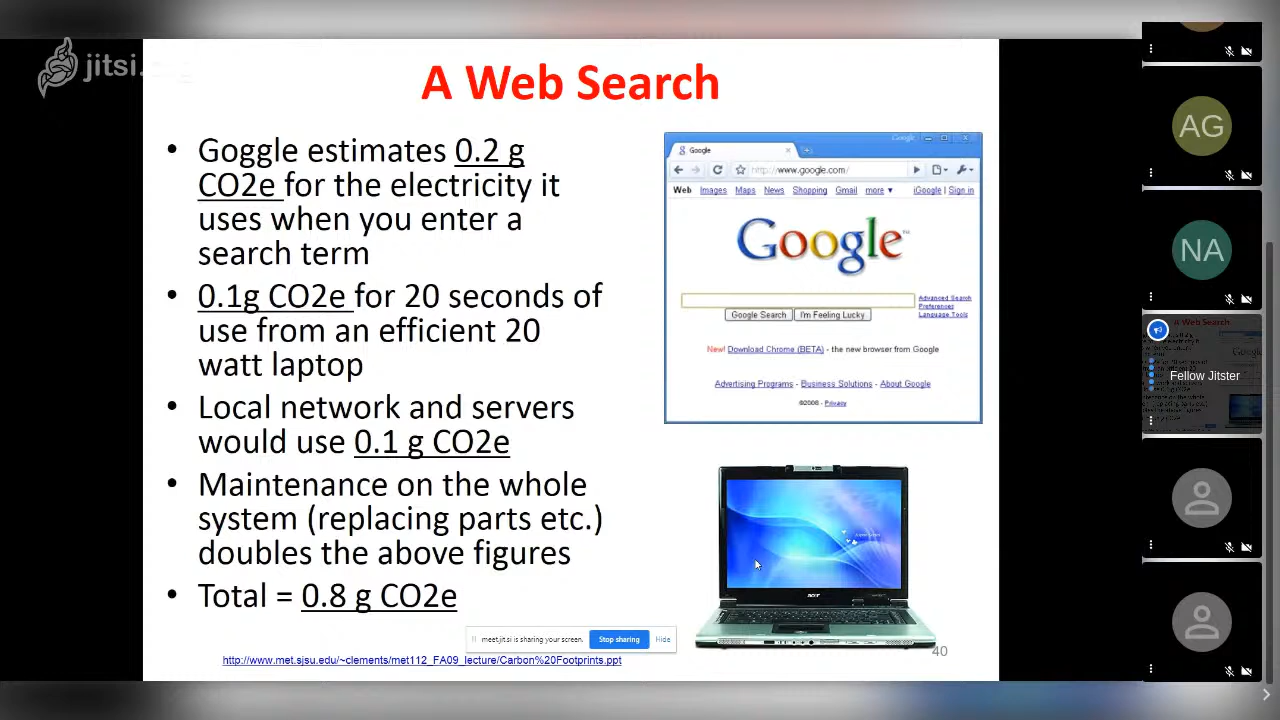 jitsi.
A Web Search
• Goggle estimates 0.2 g
CO2e for the electricity it
uses when you enter a
search term
• 0.1g CO2e for 20 seconds of
use from an efficient 20
watt laptop
• Local network and servers
would use 0.1 g CO2e
• Maintenance on the whole
system (replacing parts etc.)
doubles the above figures
• Total = 0.8 g CO2e
Google
Google
http://www.google.com/
Web Images Maps News Shopping Gmail more ▼ iGoogle | Sign in
Google™
Advanced Search
Preferences
Language Tools
Google Search I'm Feeling Lucky
New! Download Chrome (BETA) - the new browser from Google
Advertising Programs - Business Solutions - About Google
©2008 - Privacy
acer
meet.jit.si is sharing your screen. Stop sharing Hide
http://www.met.sjsu.edu/~clements/met112_FA09_lecture/Carbon%20Footprints.ppt
40
AG
NA
A Web Search
Fellow Jitster